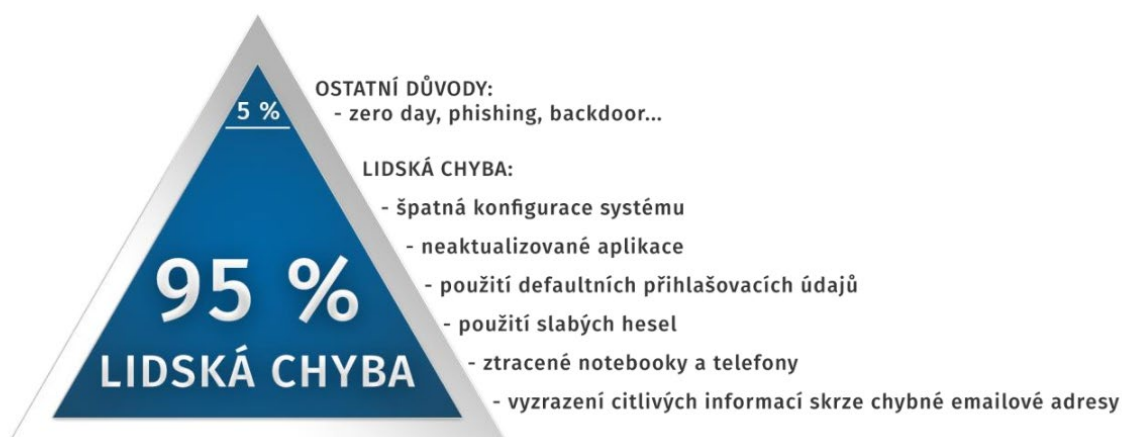 OSTATNÍ DŮVODY:
5 %
- zero day, phishing, backdoor...
LIDSKÁ CHYBA:
- špatná konfigurace systému
- neaktualizované aplikace
- použití defaultních přihlašovacích údajů
- použití slabých hesel
- ztracené notebooky a telefony
- vyzrazení citlivých informací skrze chybné emailové adresy
95 %
LIDSKÁ CHYBA